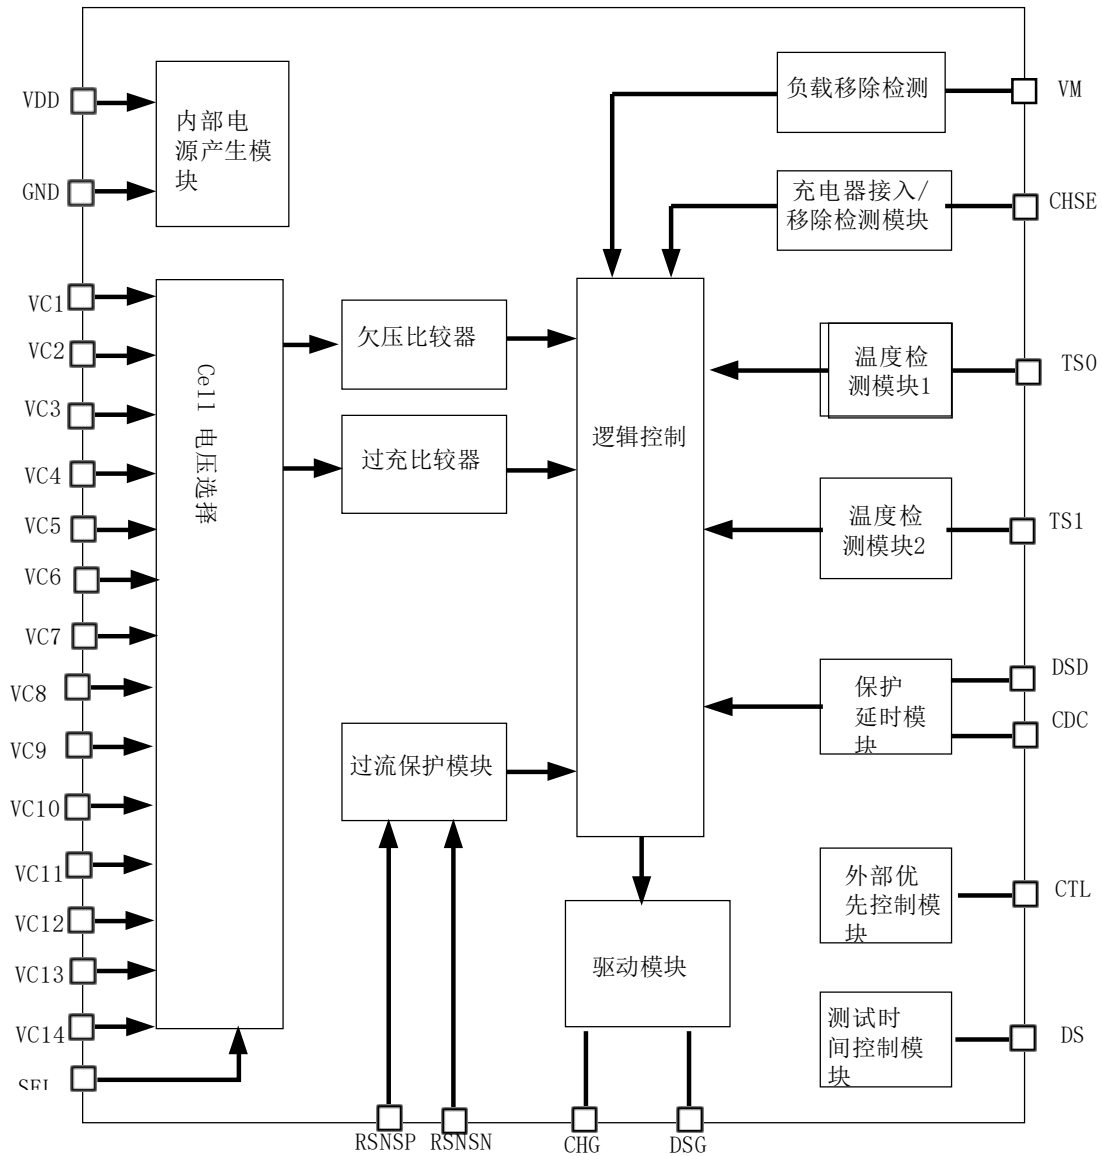 VDD
GND
内部电
源产生模
块
VC1
VC2
VC3
VC4
VC5
VC6
VC7
VC8
VC9
VC10
VC11
VC12
VC13
VC14
SEL
Cell 电压选择
欠压比较器
过充比较器
过流保护模块
逻辑控制
驱动模块
负载移除检测
充电器接入/
移除检测模块
温度检
测模块1
温度检
测模块2
保护
延时模
块
外部优
先控制模
块
测试时
间控制模
块
VM
CHSE
TS0
TS1
DSD
CDC
CTL
DS
RSNSP
RSNSN
CHG
DSG